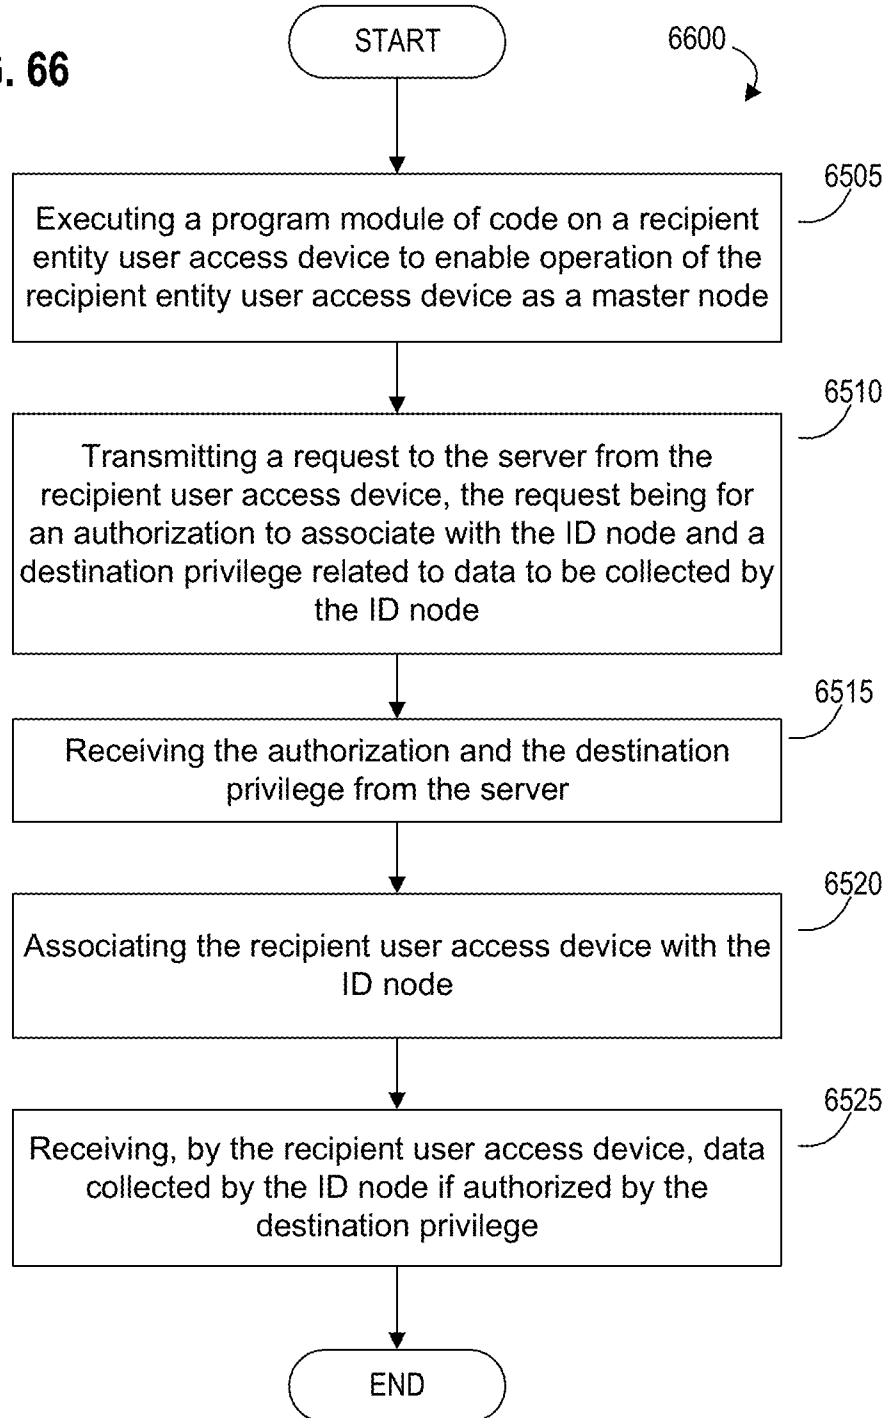 START
6600
. 66
6505
Executing a program module of code on a recipient
entity user access device to enable operation of the
recipient entity user access device as a master node
6510
Transmitting a request to the server from the
recipient user access device, the request being for
an authorization to associate with the ID node and a
destination privilege related to data to be collected by
the ID node
6515
Receiving the authorization and the destination
privilege from the server
6520
Associating the recipient user access device with the
ID node
6525
Receiving, by the recipient user access device, data
collected by the ID node if authorized by the
destination privilege
END